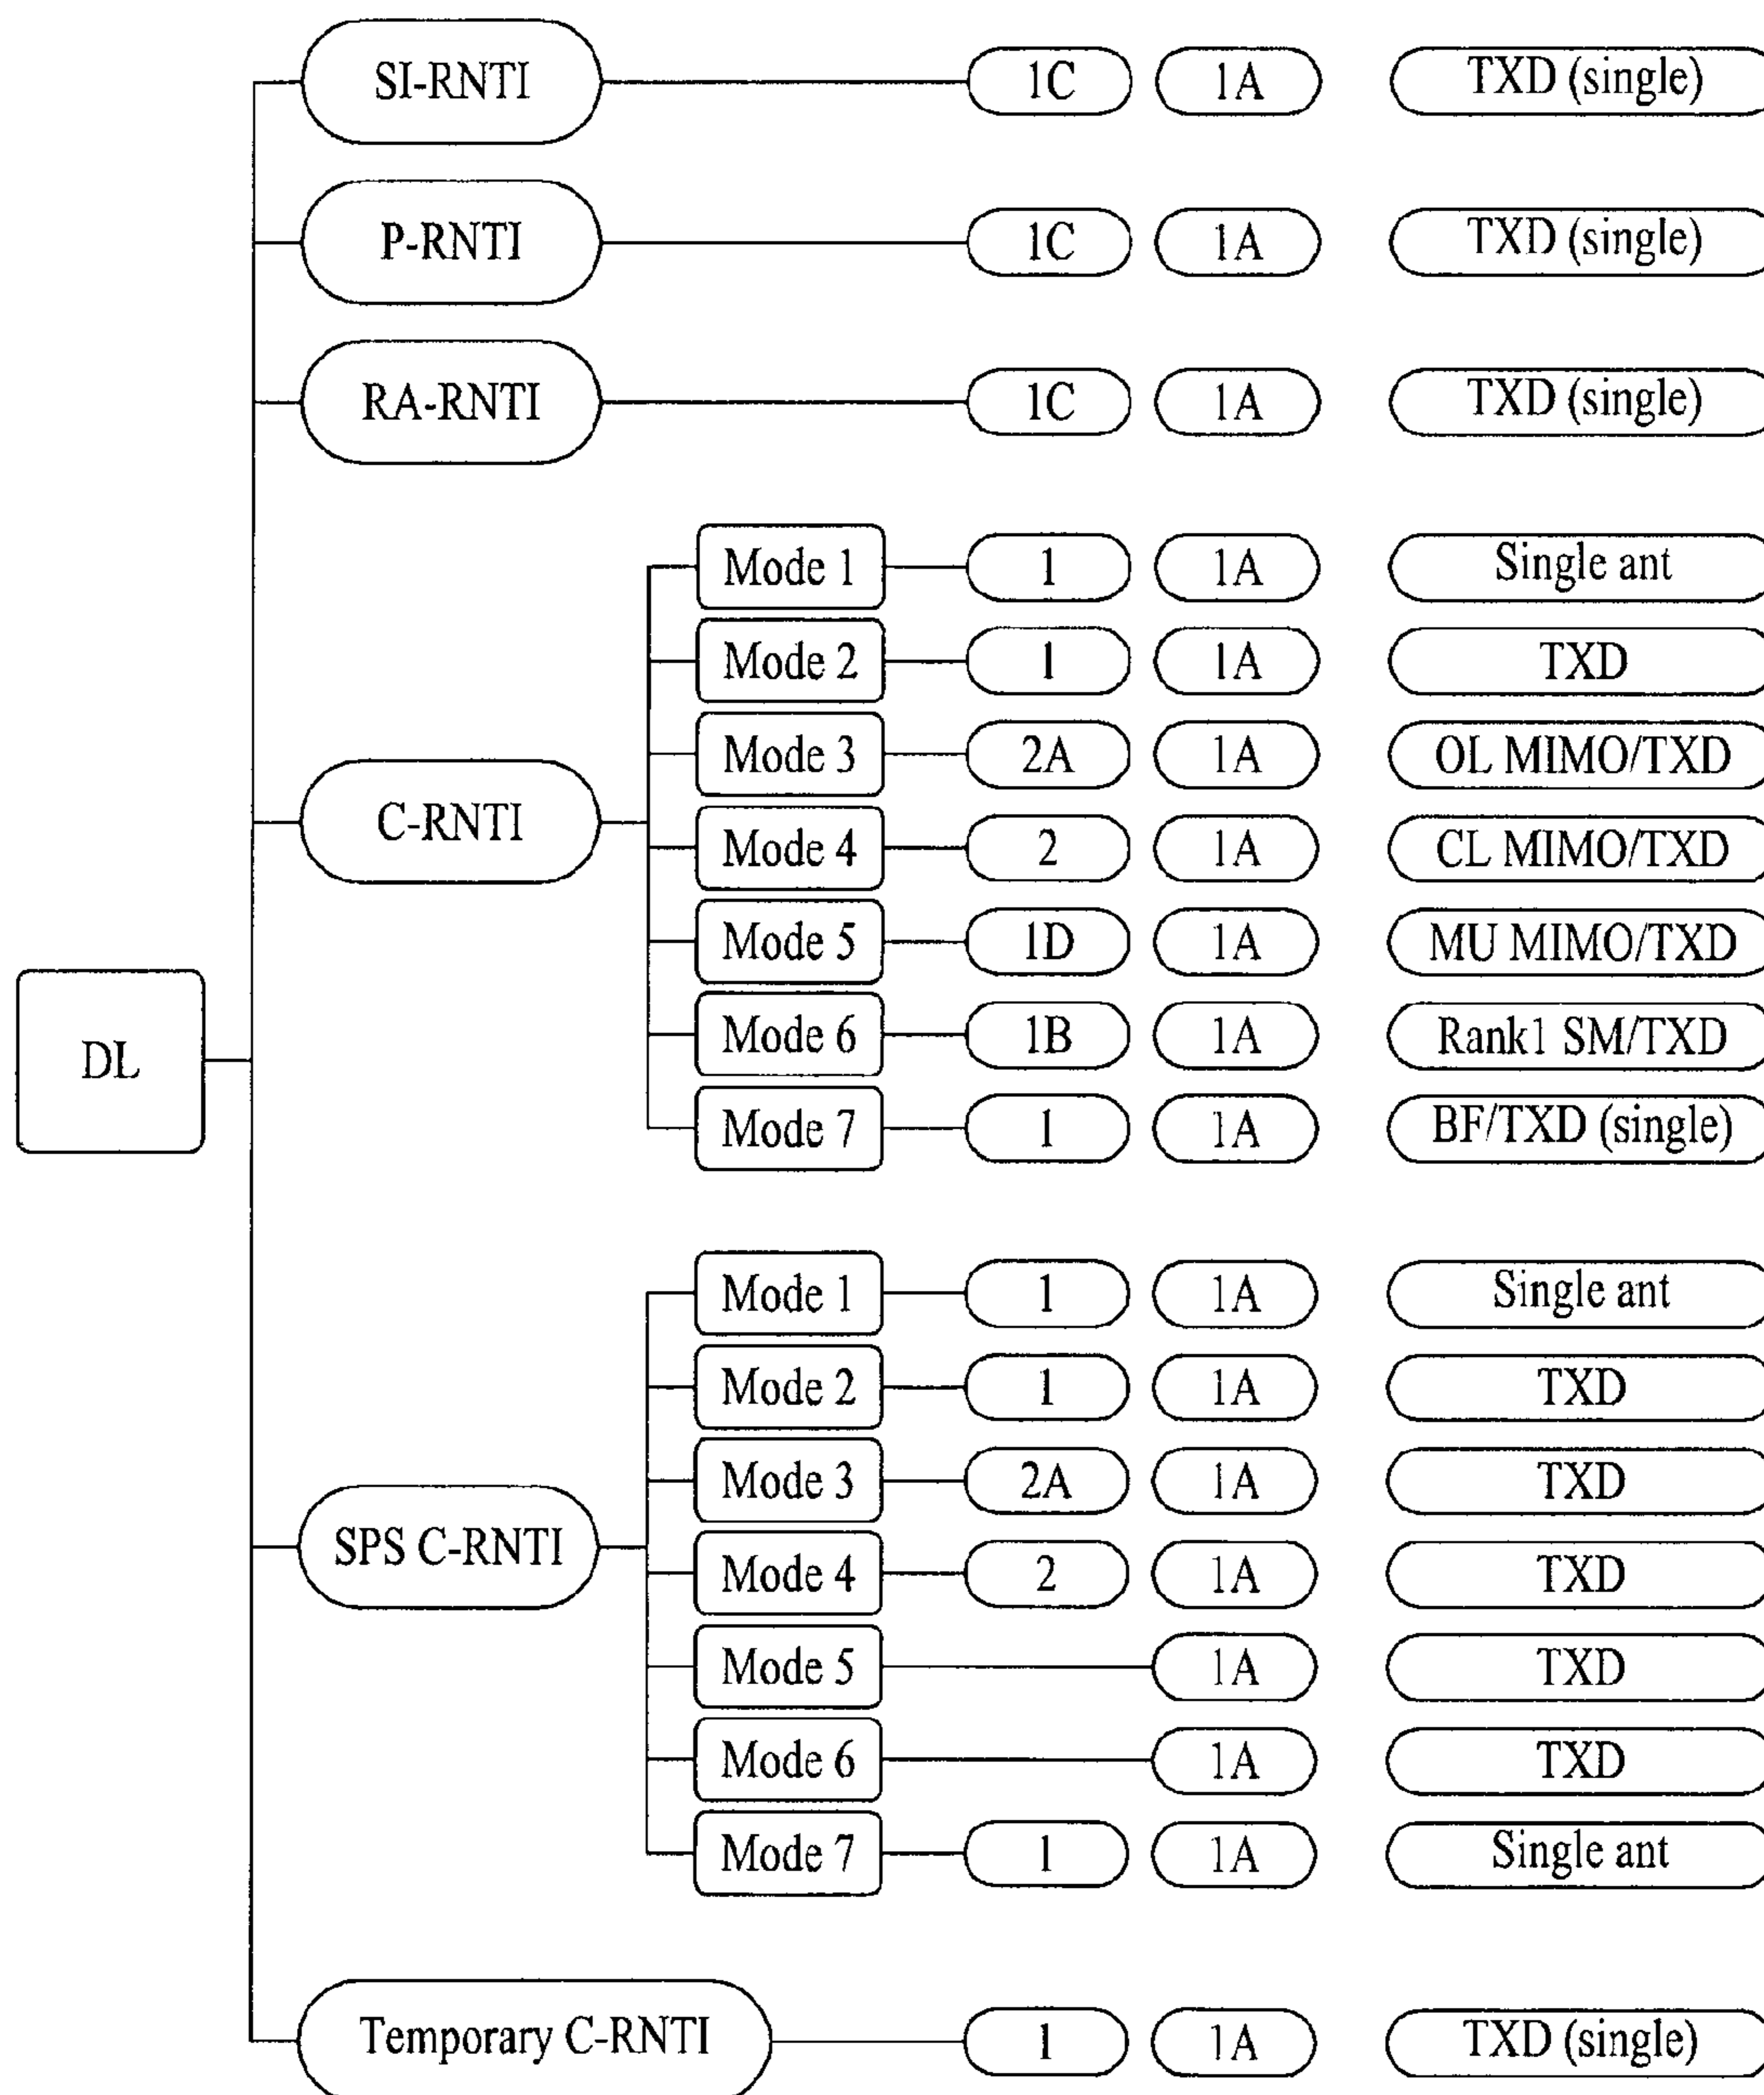 SI-RNTI 1C 1A TXD (single)
P-RNTI 1C 1A TXD (single)
RA-RNTI 1C 1A TXD (single)
Mode 1 1 1A Single ant
Mode 2 1 1A TXD
Mode 3 2A 1A OL MIMO/TXD
C-RNTI Mode 4 2 1A CL MIMO/TXD
Mode 5 1D 1A MU MIMO/TXD
Mode 6 1B 1A Rank1 SM/TXD
DL
Mode 7 1 1A BF/TXD (single)
Mode 1 1 1A Single ant
Mode 2 1 1A TXD
Mode 3 2A 1A TXD
SPS C-RNTI Mode 4 2 1A TXD
Mode 5 1A TXD
Mode 6 1A TXD
Mode 7 1 1A Single ant
Temporary C-RNTI 1 1A TXD (single)